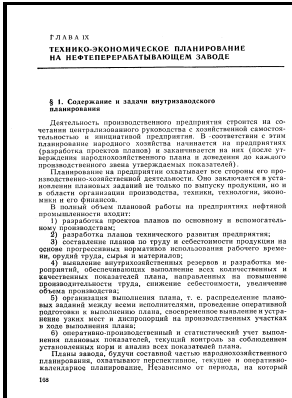 ГЛАВА IX
ТЕХНИКО-ЭКОНОМИЧЕСКОЕ ПЛАНИРОВАНИЕ
НА НЕФТЕПЕРЕРАБАТЫВАЮЩЕМ ЗАВОДЕ
§ 1. Содержание и задачи внутризаводского
планирования
Деятельность производственного предприятия строится на со-
четании централизованного руководства с хозяйственной самостоя-
тельностью и инициативой предприятия. В соответствии с этим
планирование народного хозяйства начинается на предприятиях
(разработка проектов планов) и заканчивается на них (после ут-
верждения народнохозяйственного плана и доведения до каждого
производственного звена утверждаемых показателей).
Планирование на предприятии охватывает все стороны его про-
изводственно-хозяйственной деятельности. Оно заключается в уста-
новлении плановых заданий не только по выпуску продукции, но и
в области организации производства, техники, технологии, эконо-
мики и его финансов.
В полный объем плановой работы на предприятиях нефтяной
промышленности входит:
1) разработка проектов планов по основному и вспомогатель-
ному производствам;
2) разработка планов технического развития предприятия;
3) составление планов по труду и себестоимости продукции на
основе прогрессивных нормативов использования рабочего време-
ни, орудий труда, сырья и материалов;
4) выявление внутрихозяйственных резервов и разработка ме-
роприятий, обеспечивающих выполнение всех количественных и
качественных показателей плана, направленных на повышение
производительности труда, снижение себестоимости, увеличение
объема производства;
5) организация выполнения плана, т. е. распределение плано-
вых заданий между всеми исполнителями, проведение оперативной
подготовки к выполнению плана, своевременное выявление и устра-
нение узких мест и диспропорций на производственных участках
в ходе выполнения плана;
6) оперативно-производственный и статистический учет выпол-
нения плановых показателей, текущий контроль за соблюдением
установленных норм и анализ всех показателей плана.
Планы завода, будучи составной частью народнохозяйственного
планирования, охватывают перспективное, текущее и оперативно-
календарное планирование. Независимо от периода, на который
168